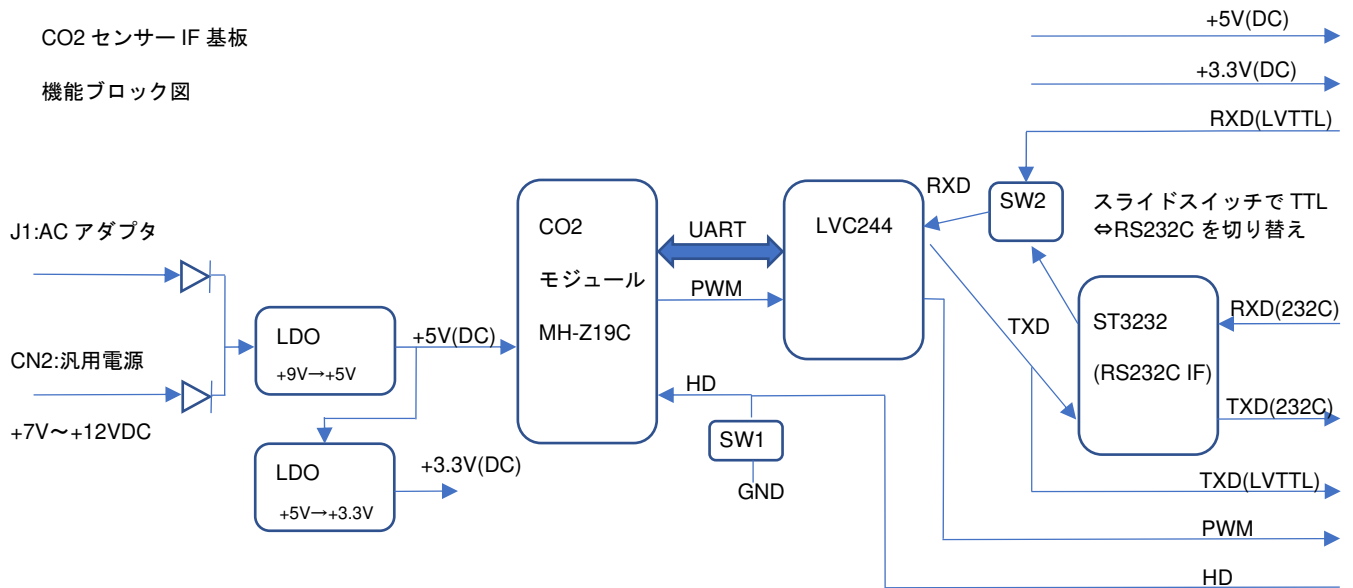 CO2 センサー IF 基板
機能ブロック図
+5V(DC)
+3.3V(DC)
RXD(LVTTL)
J1:AC アダプタ
CN2:汎用電源
+7V～+12VDC
LDO
+9V→+5V
+5V(DC)
LDO
+5V→+3.3V
+3.3V(DC)
CO2
モジュール
MH-Z19C
UART
PWM
HD
SW1
GND
LVC244
RXD
TXD
SW2
スライドスイッチで TTL
⇔RS232C を切り替え
ST3232
(RS232C IF)
RXD(232C)
TXD(232C)
TXD(LVTTL)
PWM
HD